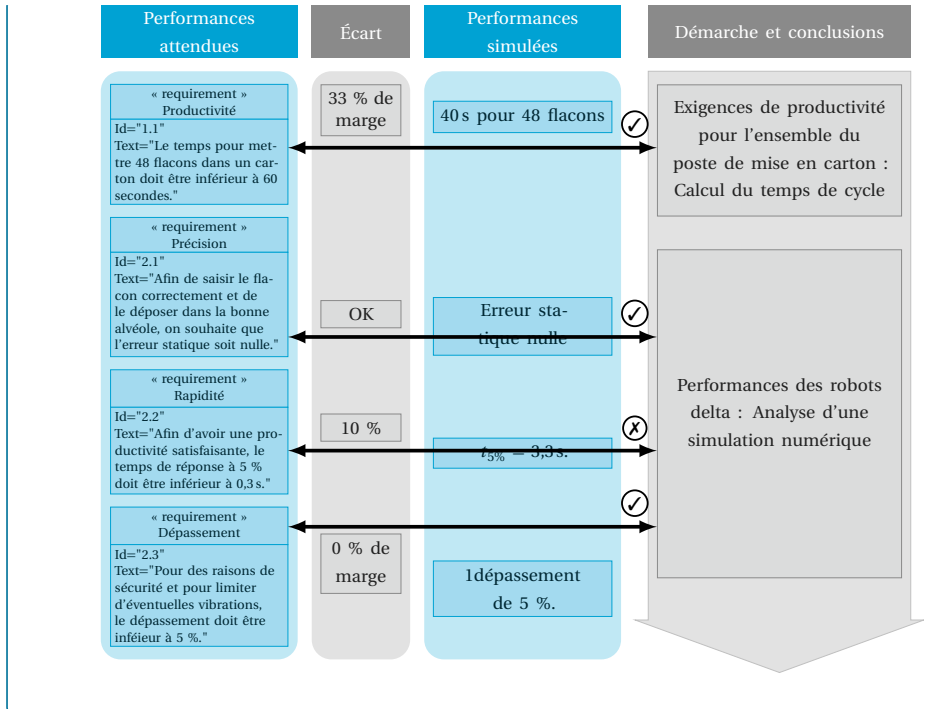 Performances
attendues
Écart
Performances
simulées
Démarche et conclusions
« requirement »
Productivité
Id="1.1"
Text="Le temps pour met-
tre 48 flacons dans un car-
ton doit être inférieur à 60
secondes."
33 % de
marge
40 s pour 48 flacons
✓
Exigences de productivité
pour l'ensemble du
poste de mise en carton :
Calcul du temps de cycle
« requirement »
Précision
Id="2.1"
Text="Afin de saisir le fla-
con correctement et de
le déposer dans la bonne
alvéole, on souhaite que
l'erreur statique soit nulle."
OK
Erreur sta-
tique nulle
✓
« requirement »
Rapidité
Id="2.2"
Text="Afin d'avoir une pro-
ductivité satisfaisante, le
temps de réponse à 5 %
doit être inférieur à 0,3 s."
10 %
t5% = 3,3 s.
✗
Performances des robots
delta : Analyse d'une
simulation numérique
« requirement »
Dépassement
Id="2.3"
Text="Pour des raisons de
sécurité et pour limiter
d'éventuelles vibrations,
le dépassement doit être
inféieur à 5 %."
0 % de
marge
1dépassement
de 5 %.
✓